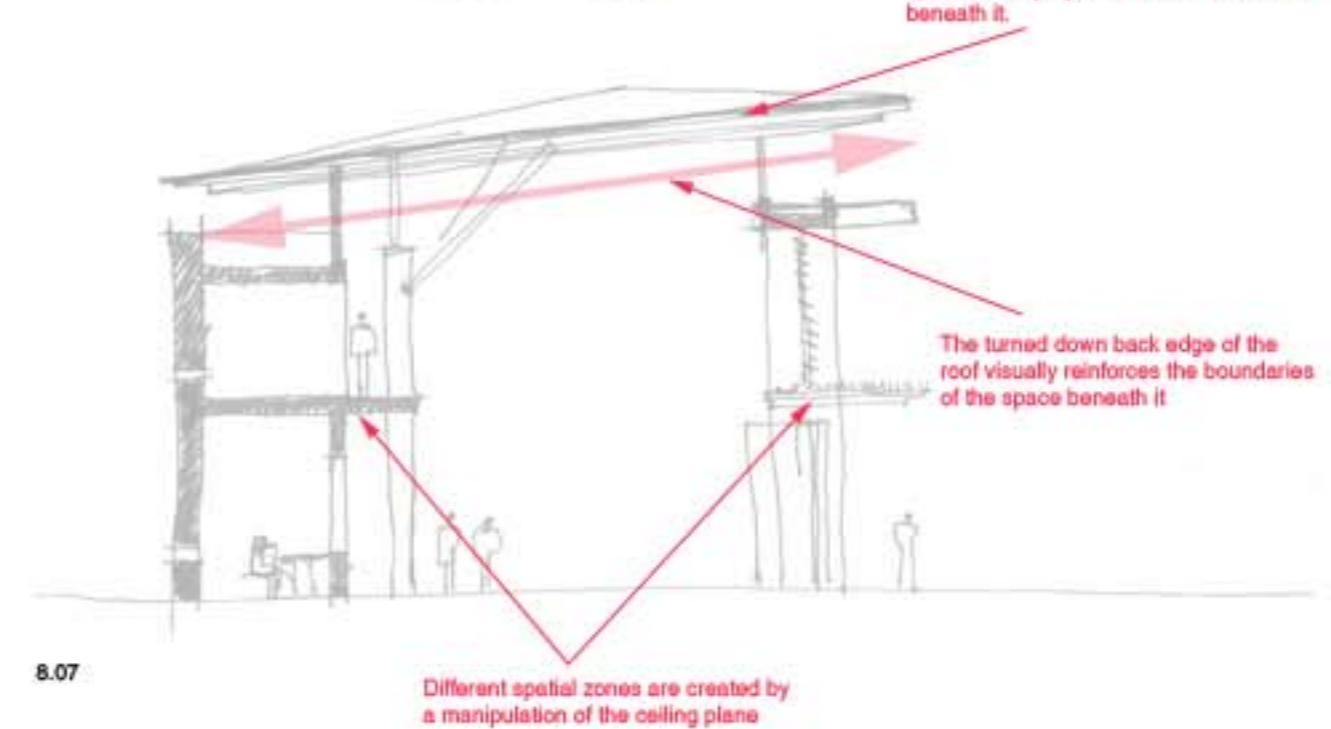 beneath it.
The turned down back edge of the
roof visually reinforces the boundaries
of the space beneath it
8.07
Different spatial zones are created by
a manipulation of the ceiling plane